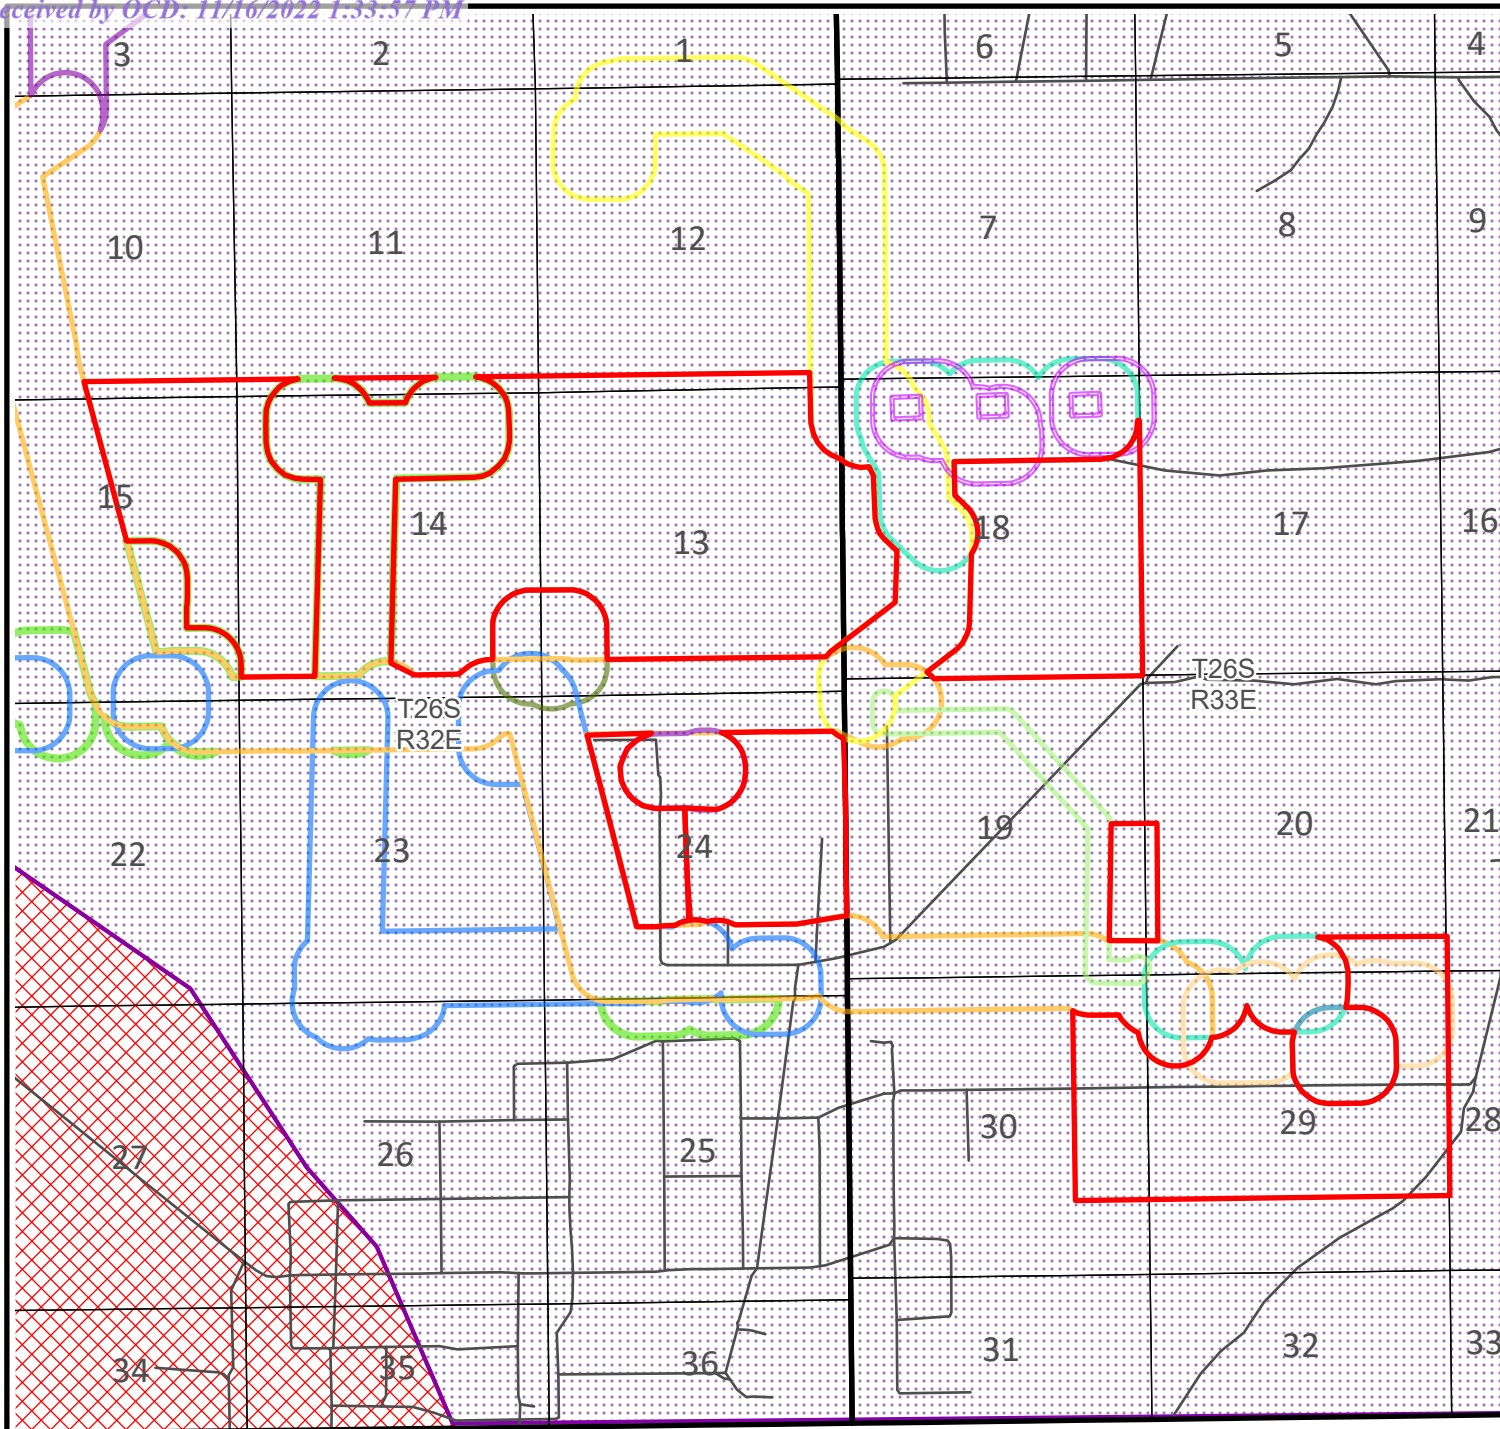 eceived by OCD: 11/16/2022 1:33:57 PM
3 2 1 6 5 4
10 11 12 7 8 9
15 14 13 18 17 16
T26S
R32E
T26S
R33E
22 23 24 19 20 21
27 26 25 30 29 28
34 35 36 31 32 33